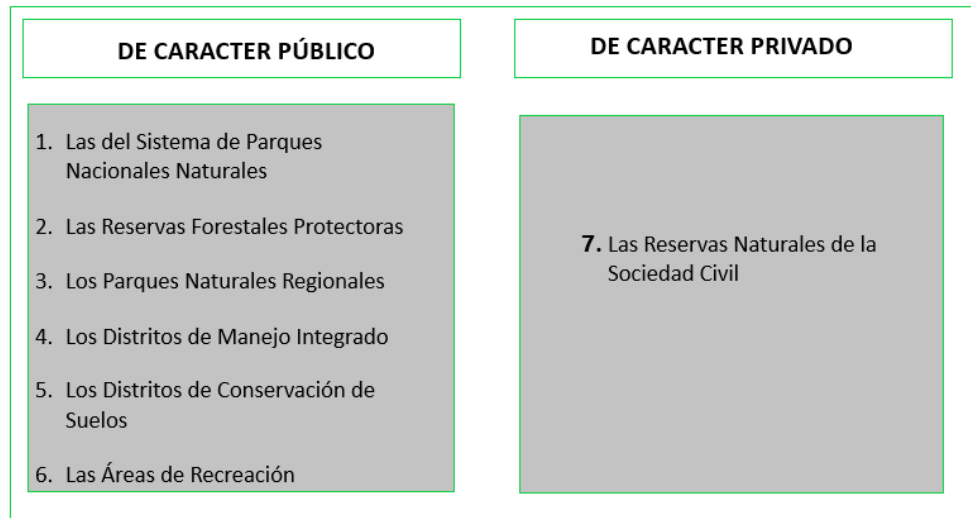 DE CARACTER PÚBLICO
1. Las del Sistema de Parques
Nacionales Naturales
2. Las Reservas Forestales Protectoras
3. Los Parques Naturales Regionales
4. Los Distritos de Manejo Integrado
5. Los Distritos de Conservación de
Suelos
6. Las Áreas de Recreación
DE CARACTER PRIVADO
7. Las Reservas Naturales de la
Sociedad Civil